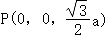 P(0, 0, √3/2 a)